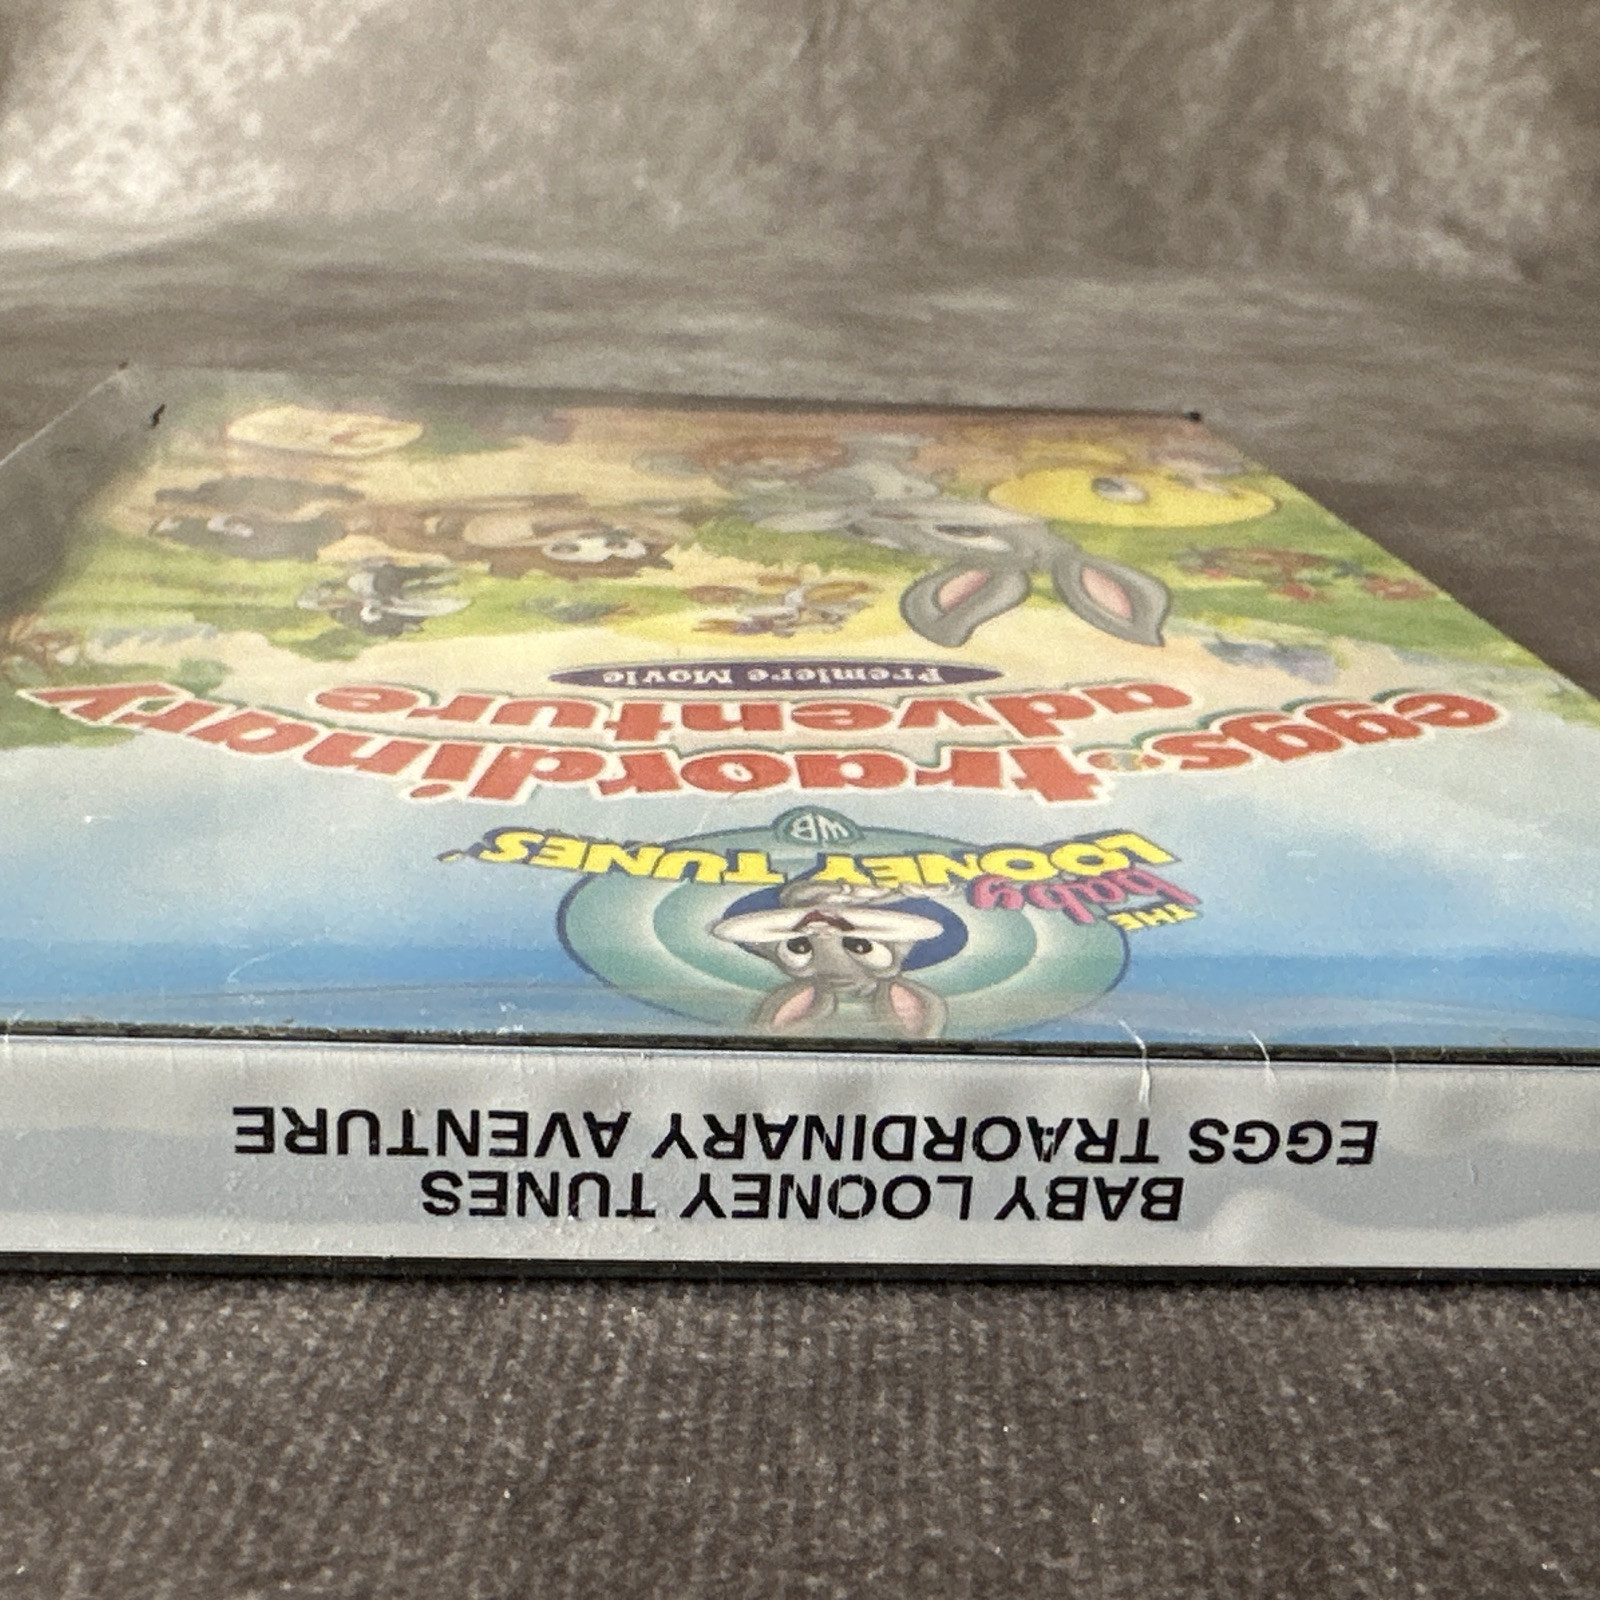 BABY LOONEY TUNES
EGGS TRAORDINARY AVENTURE
THE
baby
LOONEY TUNES
WB
eggs·traordinary
adventure
Premiere Movie